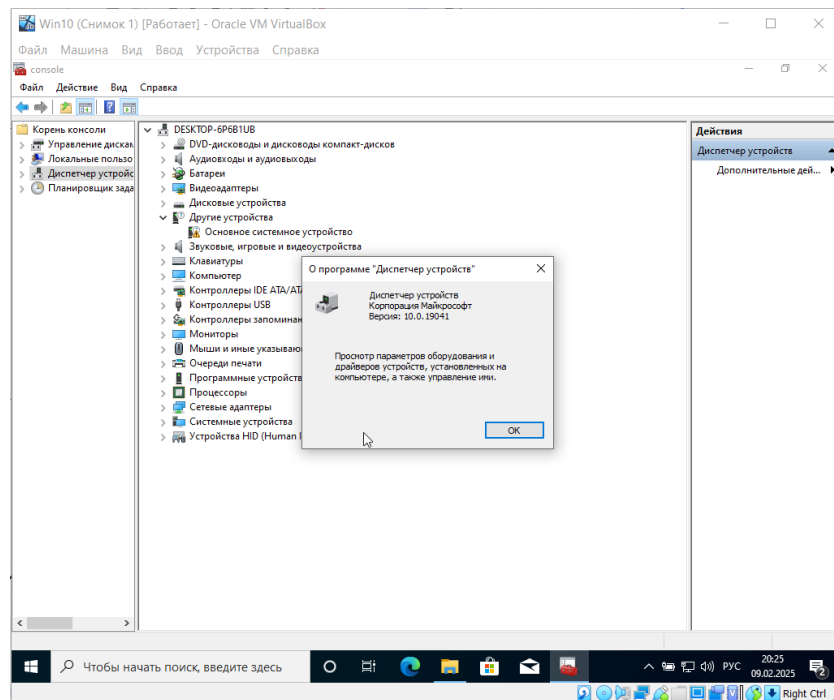 Win10 (Снимок 1) [Работает] - Oracle VM VirtualBox
Файл Машина Вид Ввод Устройства Справка
console
Файл Действие Вид Справка
Корень консоли
Управление дискам
Локальные пользо
Диспетчер устройс
Планировщик зада
DESKTOP-6P6B1UB
DVD-дисководы и дисководы компакт-дисков
Аудиовходы и аудиовыходы
Батареи
Видеоадаптеры
Дисковые устройства
Другие устройства
Основное системное устройство
Звуковые, игровые и видеоустройства
Клавиатуры
Компьютер
Контроллеры IDE ATA/ATA
Контроллеры USB
Контроллеры запоминаю
Мониторы
Мыши и иные указываю
Очереди печати
Программные устройств
Процессоры
Сетевые адаптеры
Системные устройства
Устройства HID (Human I
О программе "Диспетчер устройств"
Диспетчер устройств
Корпорация Майкрософт
Версия: 10.0.19041
Просмотр параметров оборудования и
драйверов устройств, установленных на
компьютере, а также управление ими.
ОК
Действия
Диспетчер устройств
Дополнительные дей...
Чтобы начать поиск, введите здесь
РУС
20:25
09.02.2025
2
Right Ctrl